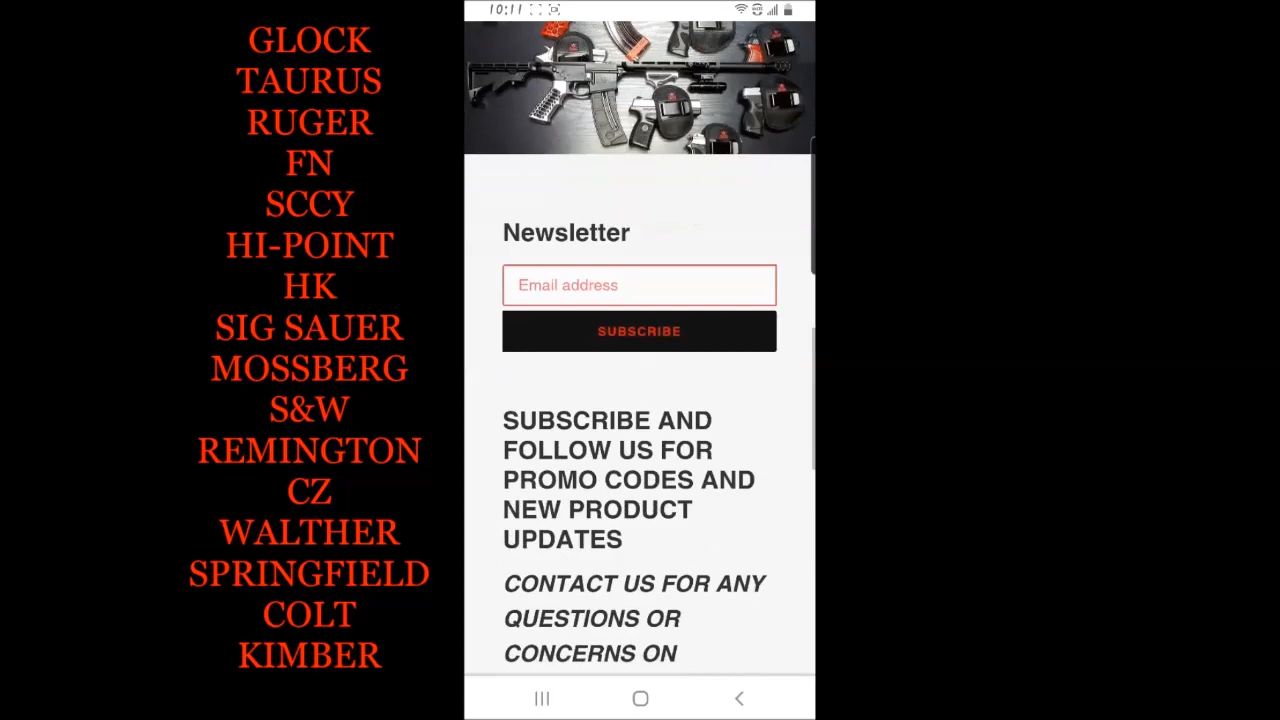 GLOCK
TAURUS
RUGER
FN
SCCY
HI-POINT
HK
SIG SAUER
MOSSBERG
S&W
REMINGTON
CZ
WALTHER
SPRINGFIELD
COLT
KIMBER
10:11
Newsletter
Email address
SUBSCRIBE
SUBSCRIBE AND
FOLLOW US FOR
PROMO CODES AND
NEW PRODUCT
UPDATES
CONTACT US FOR ANY
QUESTIONS OR
CONCERNS ON